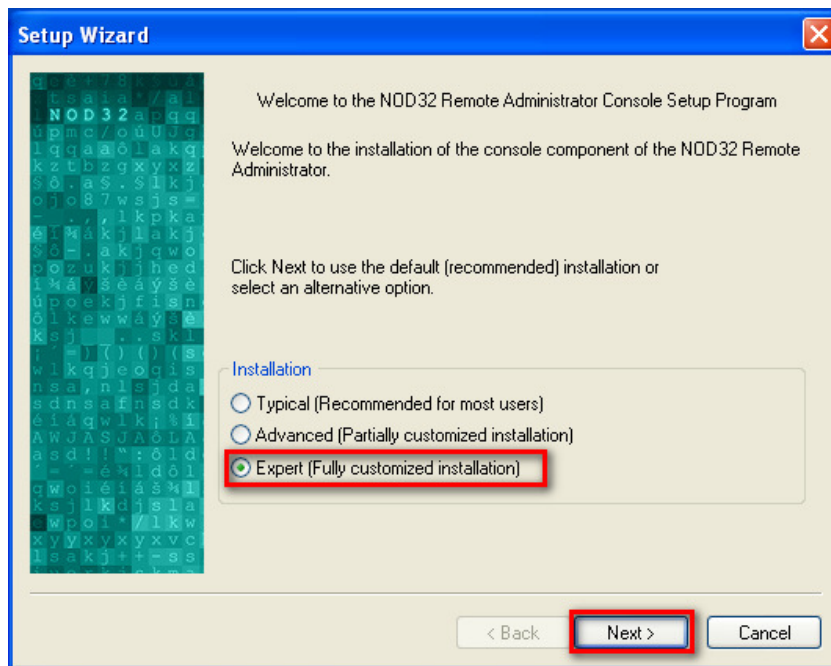 Setup Wizard
NOD32
Welcome to the NOD32 Remote Administrator Console Setup Program
Welcome to the installation of the console component of the NOD32 Remote
Administrator.
Click Next to use the default (recommended) installation or
select an alternative option.
Installation
Typical (Recommended for most users)
Advanced (Partially customized installation)
Expert (Fully customized installation)
< Back
Next >
Cancel